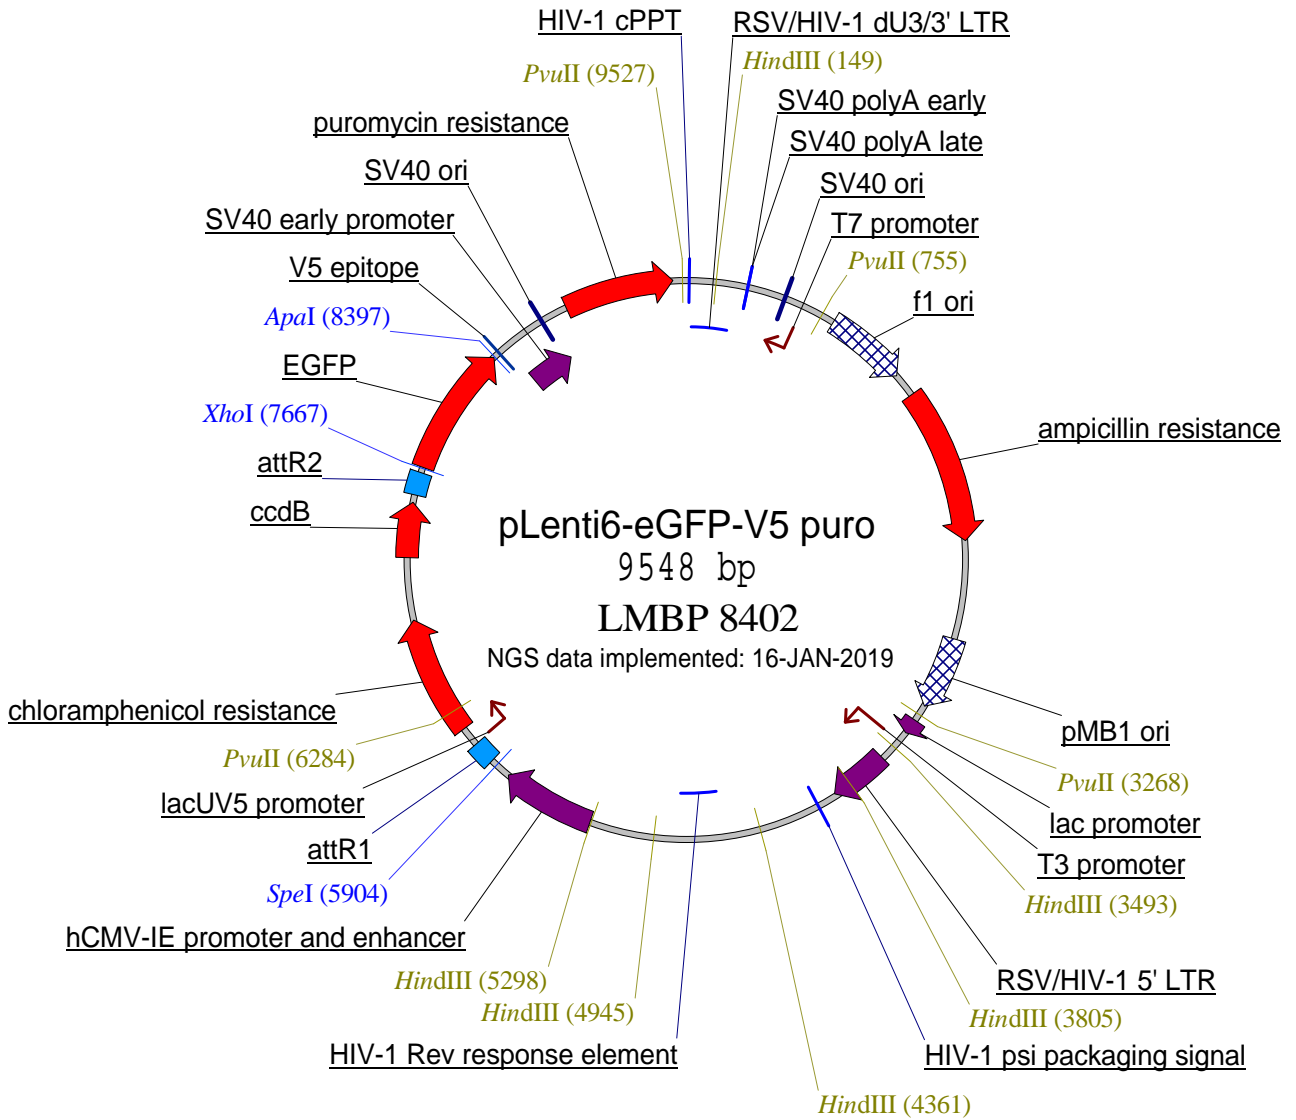 HIV-1 cPPT
RSV/HIV-1 dU3/3' LTR
PvuII (9527)
HindIII (149)
SV40 polyA early
puromycin resistance
SV40 polyA late
SV40 ori
SV40 ori
SV40 early promoter
T7 promoter
V5 epitope
PvuII (755)
f1 ori
ApaI (8397)
EGFP
XhoI (7667)
ampicillin resistance
attR2
ccdB
pLenti6-eGFP-V5 puro
9548 bp
LMBP 8402
NGS data implemented: 16-JAN-2019
chloramphenicol resistance
pMB1 ori
PvuII (6284)
PvuII (3268)
lacUV5 promoter
lac promoter
attR1
T3 promoter
SpeI (5904)
HindIII (3493)
hCMV-IE promoter and enhancer
HindIII (5298)
RSV/HIV-1 5' LTR
HindIII (4945)
HindIII (3805)
HIV-1 Rev response element
HIV-1 psi packaging signal
HindIII (4361)